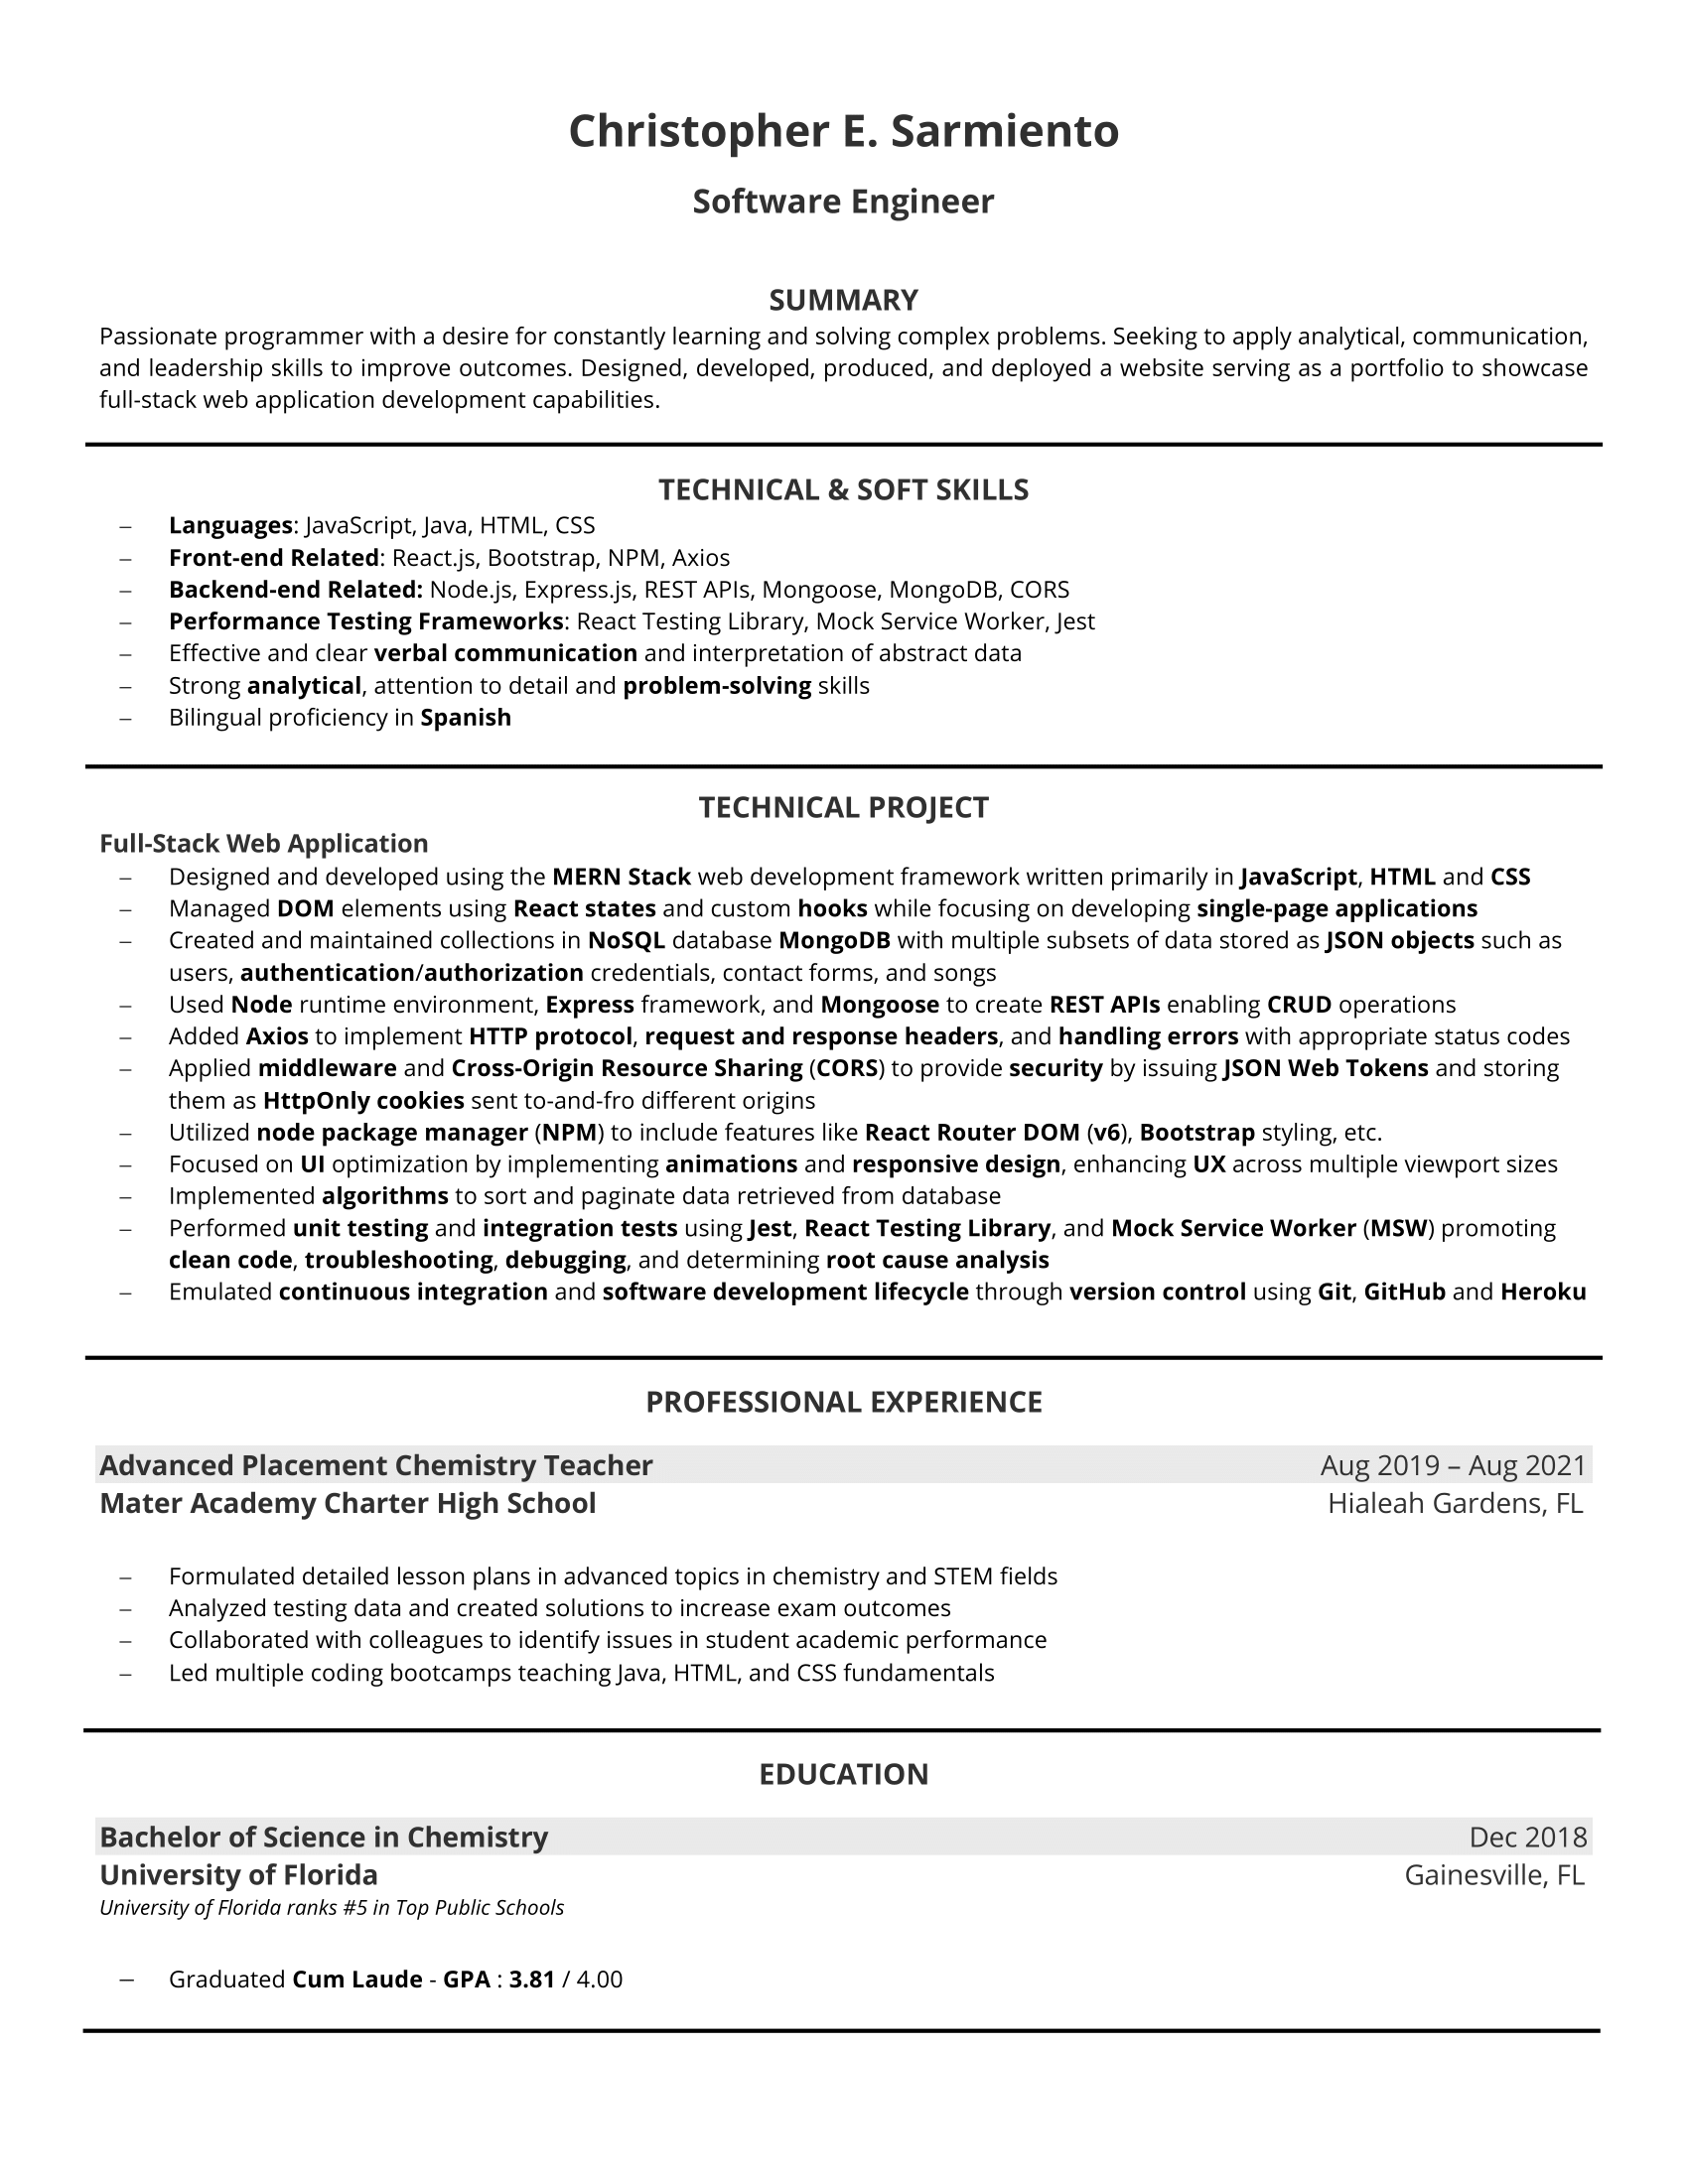 Christopher E. Sarmiento
Software Engineer
SUMMARY
Passionate programmer with a desire for constantly learning and solving complex problems. Seeking to apply analytical, communication,
and leadership skills to improve outcomes. Designed, developed, produced, and deployed a website serving as a portfolio to showcase
full-stack web application development capabilities.
TECHNICAL & SOFT SKILLS
– Languages: JavaScript, Java, HTML, CSS
– Front-end Related: React.js, Bootstrap, NPM, Axios
– Backend-end Related: Node.js, Express.js, REST APIs, Mongoose, MongoDB, CORS
– Performance Testing Frameworks: React Testing Library, Mock Service Worker, Jest
– Effective and clear verbal communication and interpretation of abstract data
– Strong analytical, attention to detail and problem-solving skills
– Bilingual proficiency in Spanish
TECHNICAL PROJECT
Full-Stack Web Application
– Designed and developed using the MERN Stack web development framework written primarily in JavaScript, HTML and CSS
– Managed DOM elements using React states and custom hooks while focusing on developing single-page applications
– Created and maintained collections in NoSQL database MongoDB with multiple subsets of data stored as JSON objects such as
users, authentication/authorization credentials, contact forms, and songs
– Used Node runtime environment, Express framework, and Mongoose to create REST APIs enabling CRUD operations
– Added Axios to implement HTTP protocol, request and response headers, and handling errors with appropriate status codes
– Applied middleware and Cross-Origin Resource Sharing (CORS) to provide security by issuing JSON Web Tokens and storing
them as HttpOnly cookies sent to-and-fro different origins
– Utilized node package manager (NPM) to include features like React Router DOM (v6), Bootstrap styling, etc.
– Focused on UI optimization by implementing animations and responsive design, enhancing UX across multiple viewport sizes
– Implemented algorithms to sort and paginate data retrieved from database
– Performed unit testing and integration tests using Jest, React Testing Library, and Mock Service Worker (MSW) promoting
clean code, troubleshooting, debugging, and determining root cause analysis
– Emulated continuous integration and software development lifecycle through version control using Git, GitHub and Heroku
PROFESSIONAL EXPERIENCE
Advanced Placement Chemistry Teacher Aug 2019 – Aug 2021
Mater Academy Charter High School Hialeah Gardens, FL
– Formulated detailed lesson plans in advanced topics in chemistry and STEM fields
– Analyzed testing data and created solutions to increase exam outcomes
– Collaborated with colleagues to identify issues in student academic performance
– Led multiple coding bootcamps teaching Java, HTML, and CSS fundamentals
EDUCATION
Bachelor of Science in Chemistry Dec 2018
University of Florida Gainesville, FL
University of Florida ranks #5 in Top Public Schools
– Graduated Cum Laude - GPA : 3.81 / 4.00